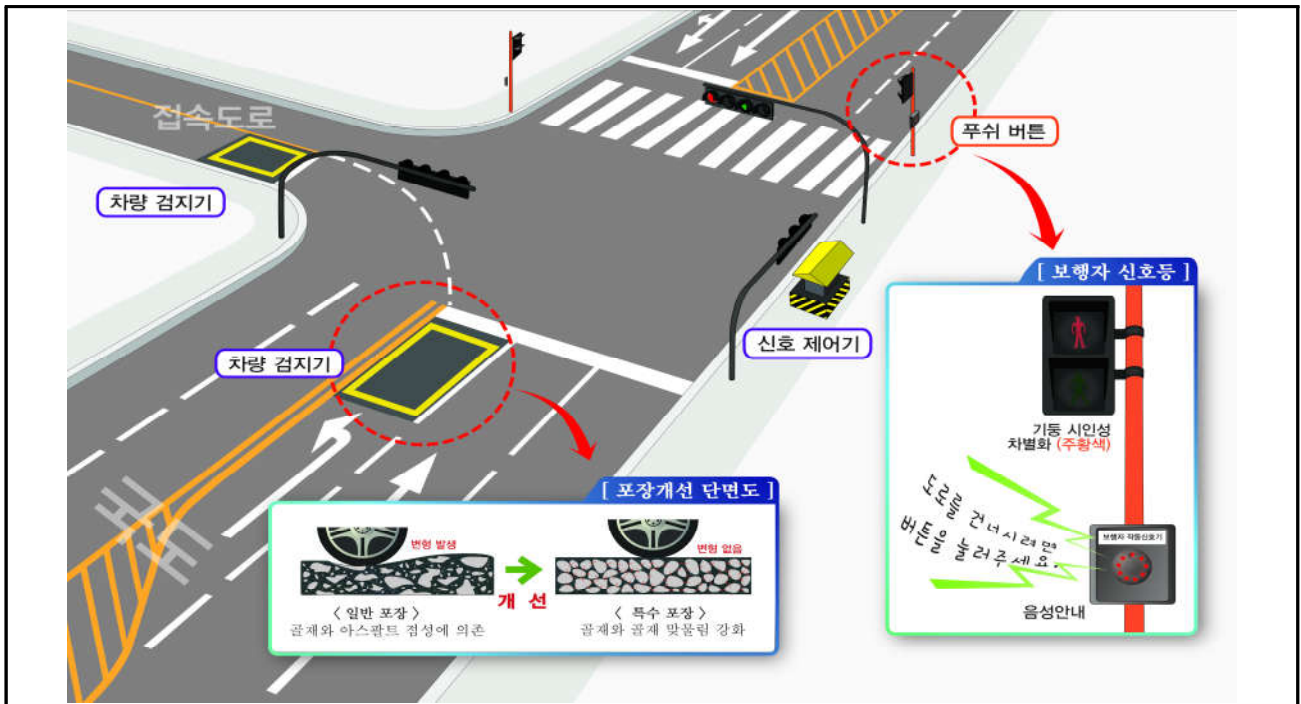 접속도로
푸쉬 버튼
차량 검지기
[ 보행자 신호등 ]
신호 제어기
차량 검지기
기둥 시인성
차별화 (주황색)
[ 포장개선 단면도 ]
도로를 건너시려면
버튼을 눌러주세요!
보행자 작동신호기
음성안내
변형 발생
변형 없음
개 선
< 일반 포장 >
골재와 아스팔트 점성에 의존
< 특수 포장 >
골재와 골재 맞물림 강화